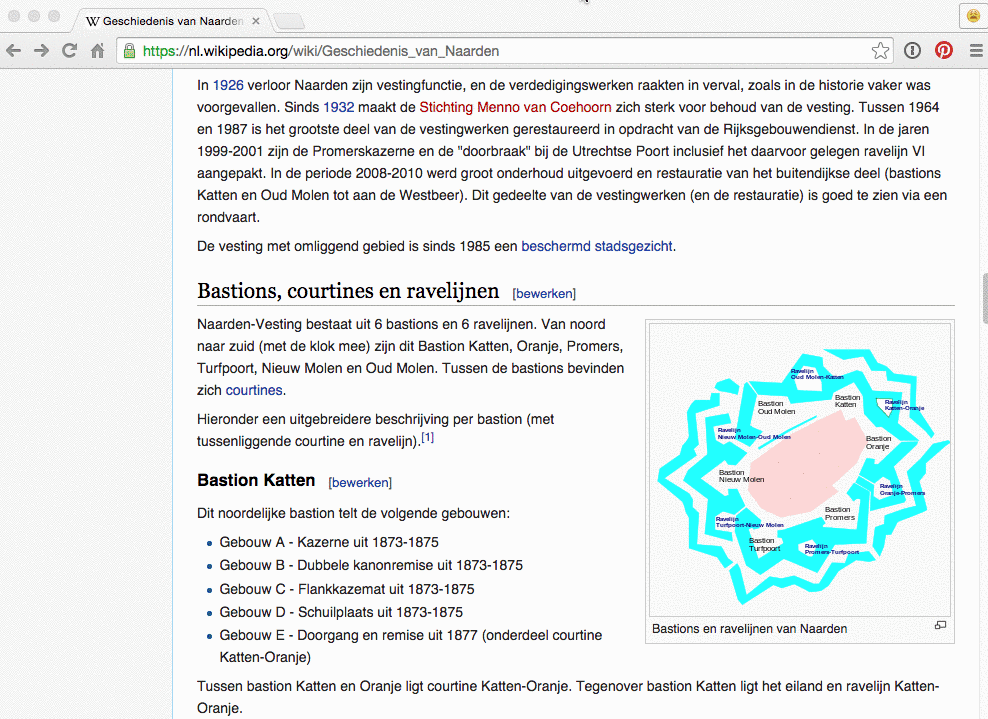 Geschiedenis van Naarden
https://nl.wikipedia.org/wiki/Geschiedenis_van_Naarden
In 1926 verloor Naarden zijn vestingfunctie, en de verdedigingswerken raakten in verval, zoals in de historie vaker was
voorgevallen. Sinds 1932 maakt de Stichting Menno van Coehoorn zich sterk voor behoud van de vesting. Tussen 1964
en 1987 is het grootste deel van de vestingwerken gerestaureerd in opdracht van de Rijksgebouwendienst. In de jaren
1999-2001 zijn de Promerskazerne en de "doorbraak" bij de Utrechtse Poort inclusief het daarvoor gelegen ravelijn VI
aangepakt. In de periode 2008-2010 werd groot onderhoud uitgevoerd en restauratie van het buitendijkse deel (bastions
Katten en Oud Molen tot aan de Westbeer). Dit gedeelte van de vestingwerken (en de restauratie) is goed te zien via een
rondvaart.
De vesting met omliggend gebied is sinds 1985 een beschermd stadsgezicht.
Bastions, courtines en ravelijnen [bewerken]
Naarden-Vesting bestaat uit 6 bastions en 6 ravelijnen. Van noord
naar zuid (met de klok mee) zijn dit Bastion Katten, Oranje, Promers,
Turfpoort, Nieuw Molen en Oud Molen. Tussen de bastions bevinden
zich courtines.
Hieronder een uitgebreidere beschrijving per bastion (met
tussenliggende courtine en ravelijn).[1]
Bastion Katten [bewerken]
Dit noordelijke bastion telt de volgende gebouwen:
Gebouw A - Kazerne uit 1873-1875
Gebouw B - Dubbele kanonremise uit 1873-1875
Gebouw C - Flankkazemat uit 1873-1875
Gebouw D - Schuilplaats uit 1873-1875
Gebouw E - Doorgang en remise uit 1877 (onderdeel courtine
Katten-Oranje)
Tussen bastion Katten en Oranje ligt courtine Katten-Oranje. Tegenover bastion Katten ligt het eiland en ravelijn Katten-
Oranje.
Ravelijn
Oud Molen-Katten
Bastion
Katten
Ravelijn
Katten-Oranje
Bastion
Oud Molen
Ravelijn
Nieuw Molen-Oud Molen
Bastion
Oranje
Bastion
Nieuw Molen
Ravelijn
Oranje-Promers
Bastion
Promers
Ravelijn
Turfpoort-Nieuw Molen
Bastion
Turfpoort
Ravelijn
Promers-Turfpoort
Bastions en ravelijnen van Naarden